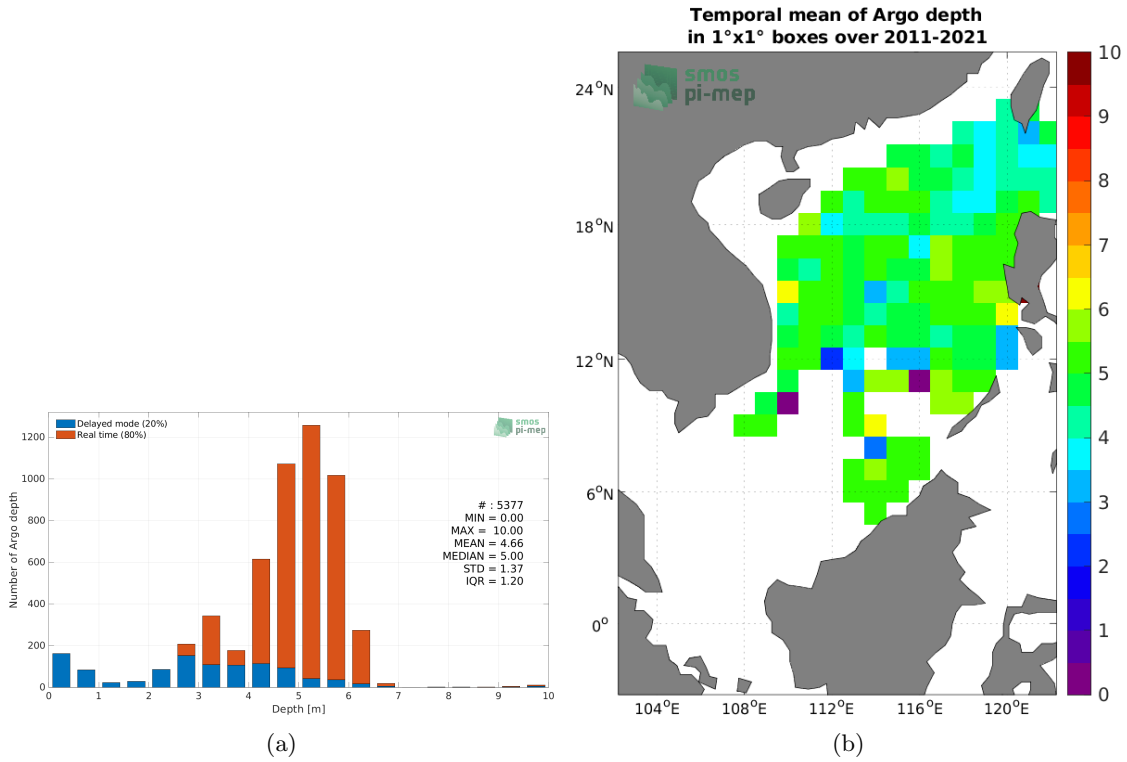 Temporal mean of Argo depth
in 1°x1° boxes over 2011-2021
smos
pi-mep
24°N
18°N
12°N
6°N
0°
104°E
108°E
112°E
116°E
120°E
10
9
8
7
6
5
4
3
2
1
0
(b)
Delayed mode (20%)
Real time (80%)
smos
pi-mep
# : 5377
MIN = 0.00
MAX = 10.00
MEAN = 4.66
MEDIAN = 5.00
STD = 1.37
IQR = 1.20
Number of Argo depth
1200
1000
800
600
400
200
0
0 1 2 3 4 5 6 7 8 9 10
Depth [m]
(a)